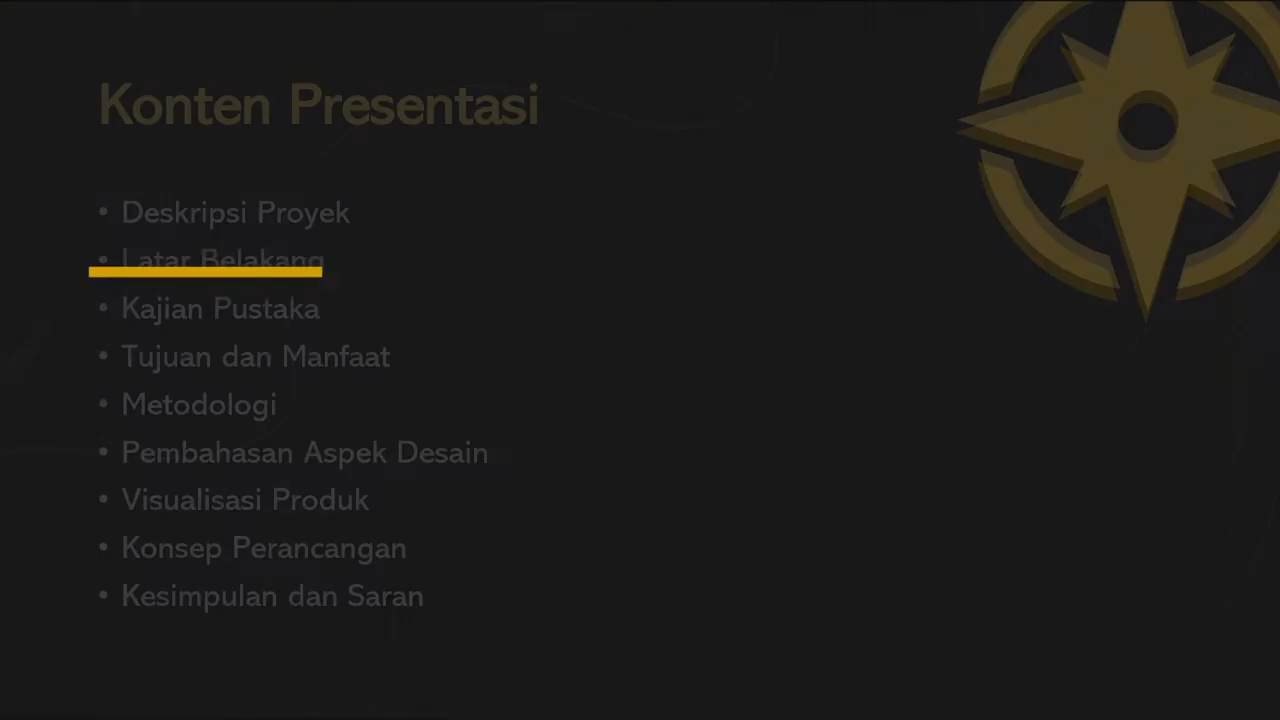 Konten Presentasi
• Deskripsi Proyek
• Latar Belakang
• Kajian Pustaka
• Tujuan dan Manfaat
• Metodologi
• Pembahasan Aspek Desain
• Visualisasi Produk
• Konsep Perancangan
• Kesimpulan dan Saran